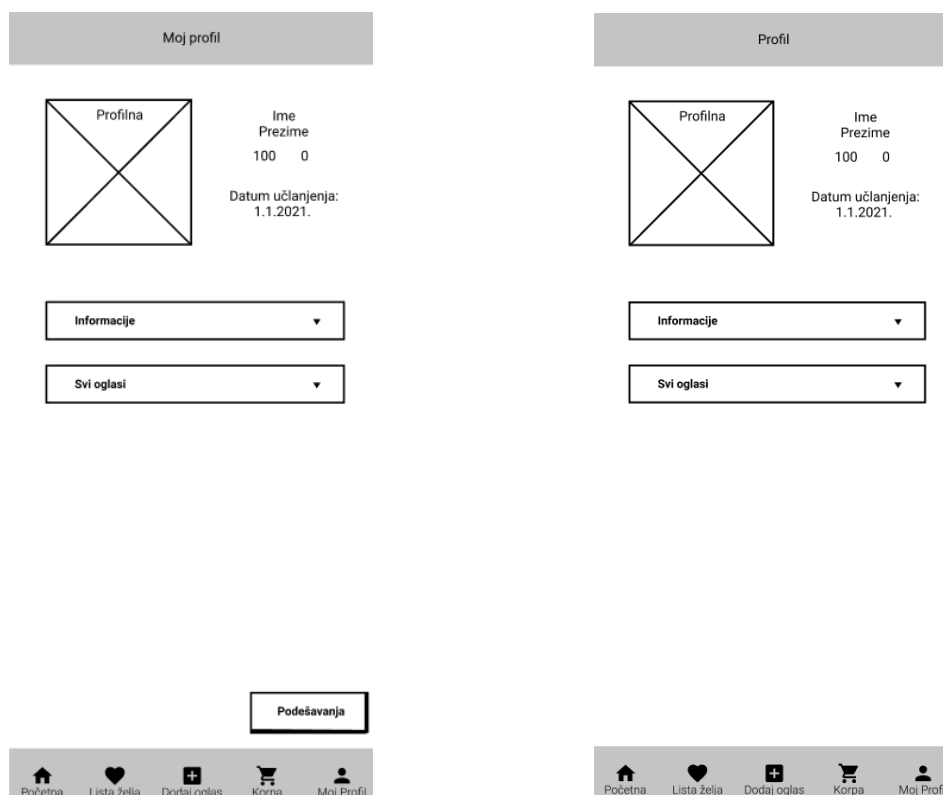 Moj profil
Profilna
Ime
Prezime
100 0
Datum učlanjenja:
1.1.2021.
Informacije
Svi oglasi
Podešavanja
Početna Lista želja Dodaj oglas Korpa Moj Profil
Profil
Profilna
Ime
Prezime
100 0
Datum učlanjenja:
1.1.2021.
Informacije
Svi oglasi
Početna Lista želja Dodaj oglas Korpa Moj Profil